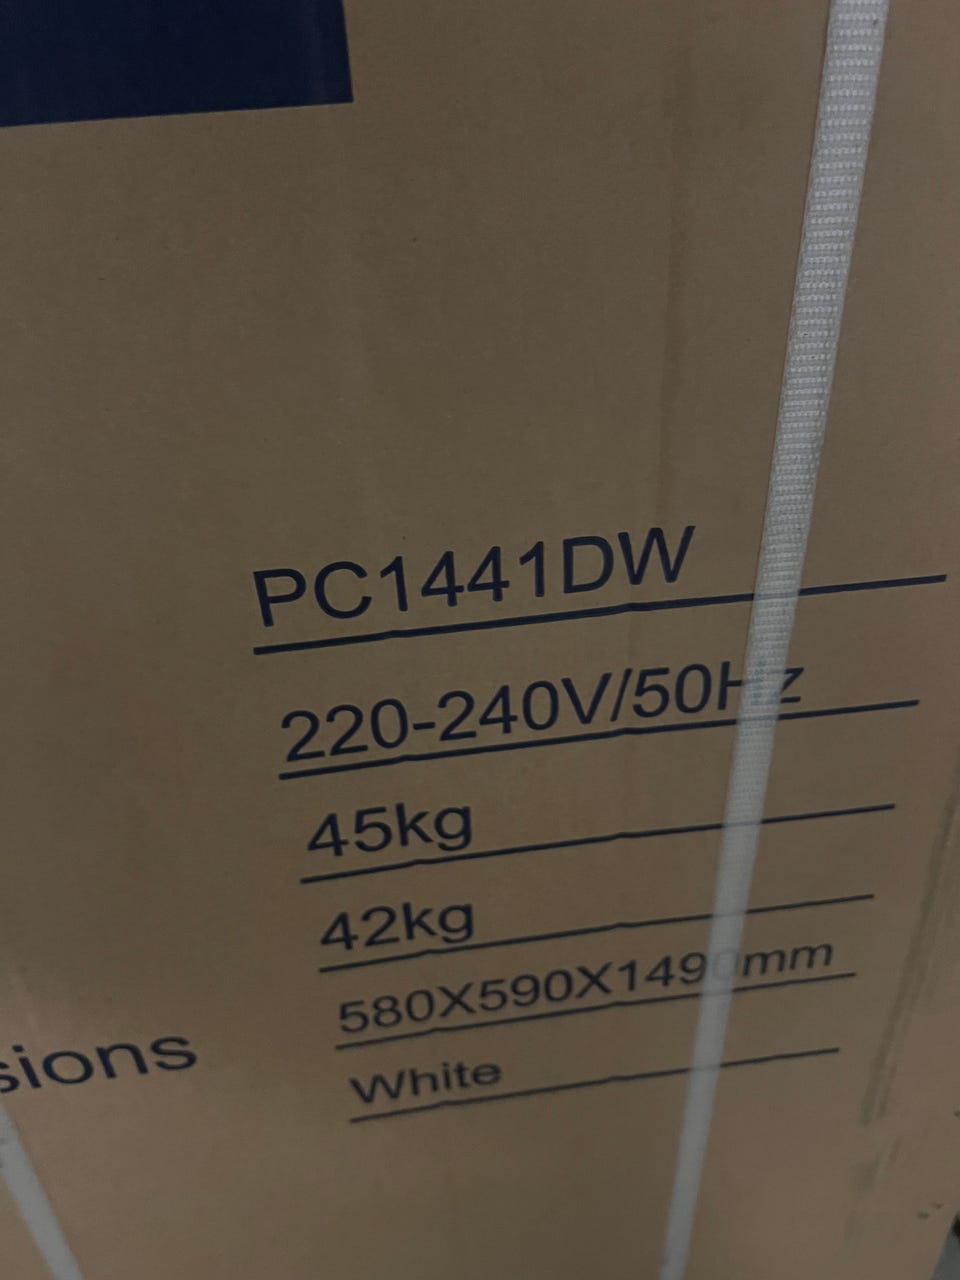 PC1441DW
220-240V/50Hz
45kg
42kg
580X590X1490mm
sions
White